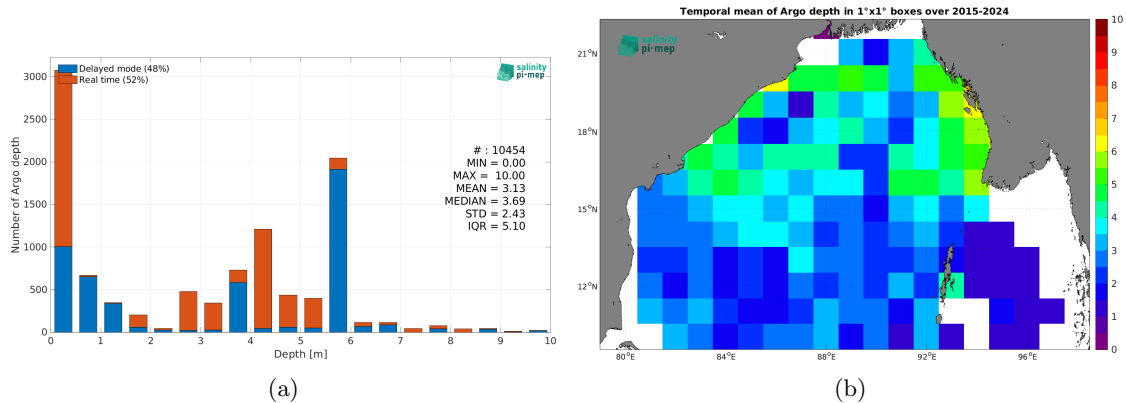 Delayed mode (48%)
Real time (52%)
salinity
pi-mep
# : 10454
MIN = 0.00
MAX = 10.00
MEAN = 3.13
MEDIAN = 3.69
STD = 2.43
IQR = 5.10
Number of Argo depth
3000
2500
2000
1500
1000
500
0
0 1 2 3 4 5 6 7 8 9 10
Depth [m]
(a)
Temporal mean of Argo depth in 1°x1° boxes over 2015-2024
salinity
pi-mep
21°N
18°N
15°N
12°N
80°E 84°E 88°E 92°E 96°E
10
9
8
7
6
5
4
3
2
1
0
(b)